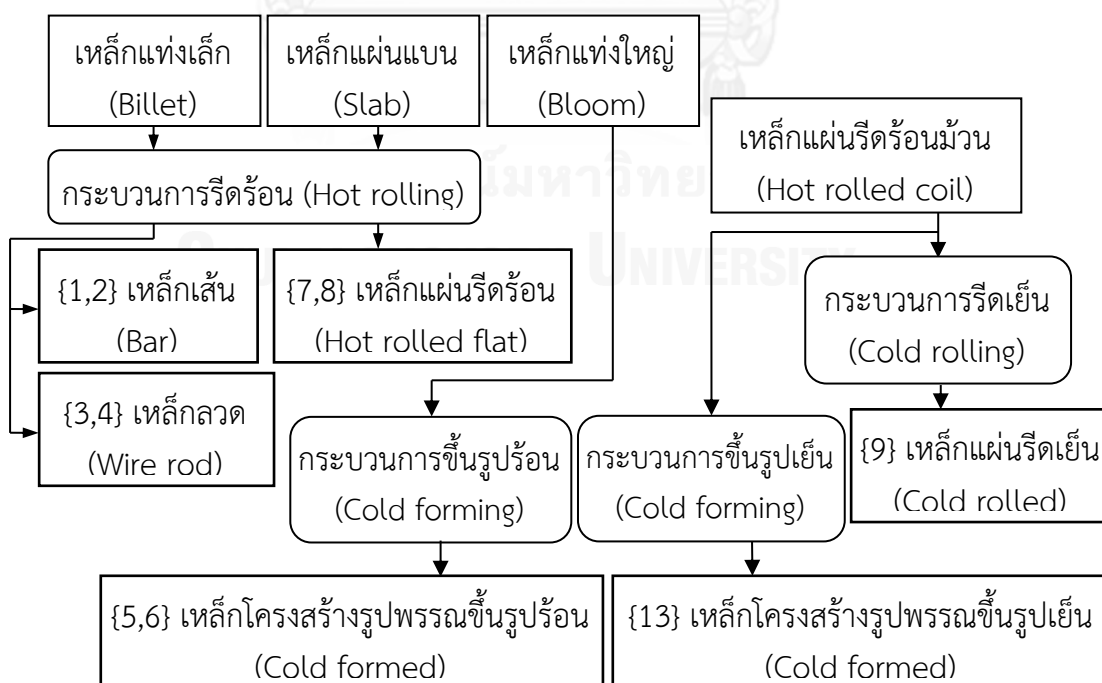 เหล็กแท่งเล็ก
(Billet)
เหล็กแผ่นแบน
(Slab)
เหล็กแท่งใหญ่
(Bloom)
เหล็กแผ่นรีดร้อนม้วน
(Hot rolled coil)
กระบวนการรีดร้อน (Hot rolling)
{1,2} เหล็กเส้น
(Bar)
{7,8} เหล็กแผ่นรีดร้อน
(Hot rolled flat)
UNIVERSITY
กระบวนการรีดเย็น
(Cold rolling)
{3,4} เหล็กลวด
(Wire rod)
กระบวนการขึ้นรูปร้อน
(Cold forming)
กระบวนการขึ้นรูปเย็น
(Cold forming)
{9} เหล็กแผ่นรีดเย็น
(Cold rolled)
{5,6} เหล็กโครงสร้างรูปพรรณขึ้นรูปร้อน
(Cold formed)
{13} เหล็กโครงสร้างรูปพรรณขึ้นรูปเย็น
(Cold formed)